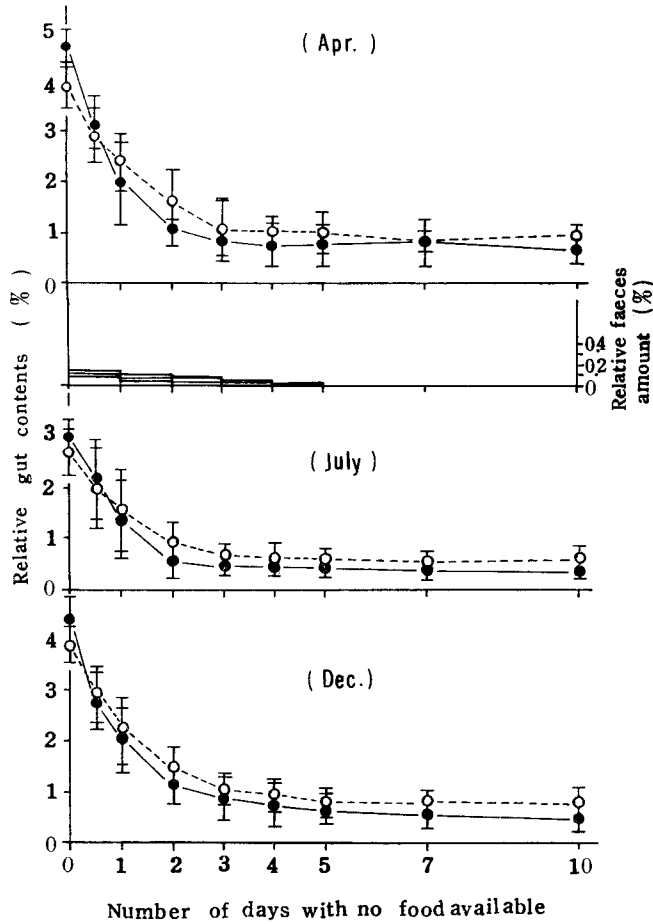 ( Apr. )
5
4
3
2
1
0
Relative gut contents ( % )
Relative faeces
amount (%)
0.4
0.2
0
( July )
3
2
1
0
( Dec. )
4
3
2
1
0
0 1 2 3 4 5 7 10
Number of days with no food available